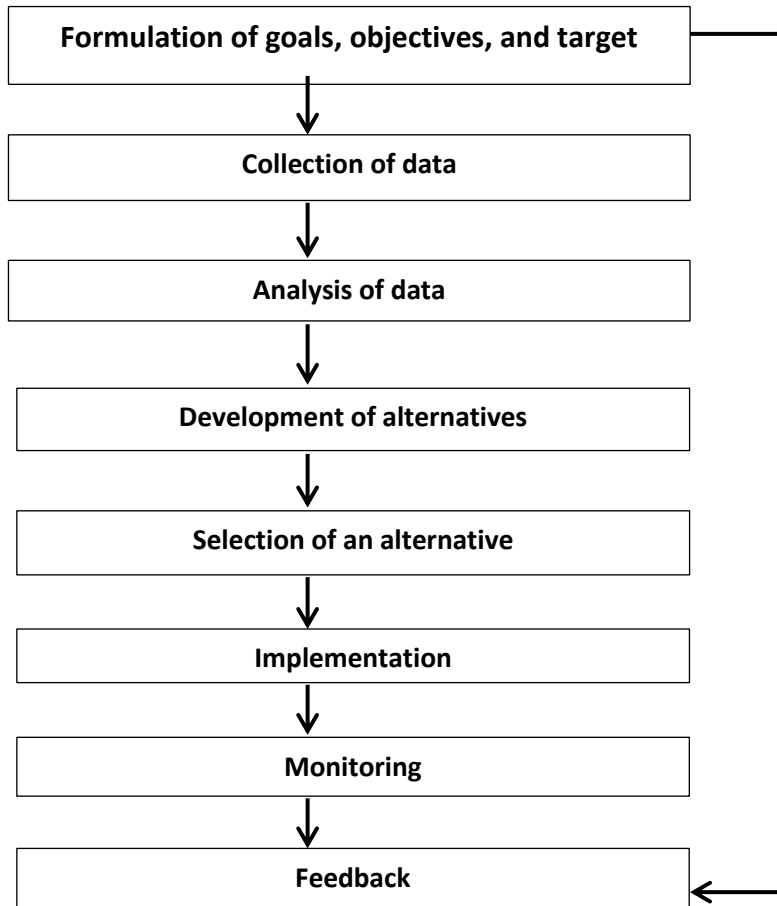 Formulation of goals, objectives, and target
Collection of data
Analysis of data
Development of alternatives
Selection of an alternative
Implementation
Monitoring
Feedback